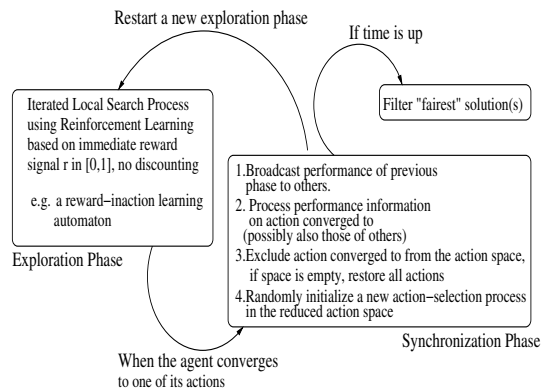 Restart a new exploration phase
If time is up
Iterated Local Search Process
using Reinforcement Learning
based on immediate reward
signal r in [0,1], no discounting
e.g. a reward−inaction learning
automaton
Exploration Phase
Filter "fairest" solution(s)
1.Broadcast performance of previous
phase to others.
2. Process performance information
on action converged to
(possibly also those of others)
3.Exclude action converged to from the action space,
if space is empty, restore all actions
4.Randomly initialize a new action−selection process
in the reduced action space
Synchronization Phase
When the agent converges
to one of its actions